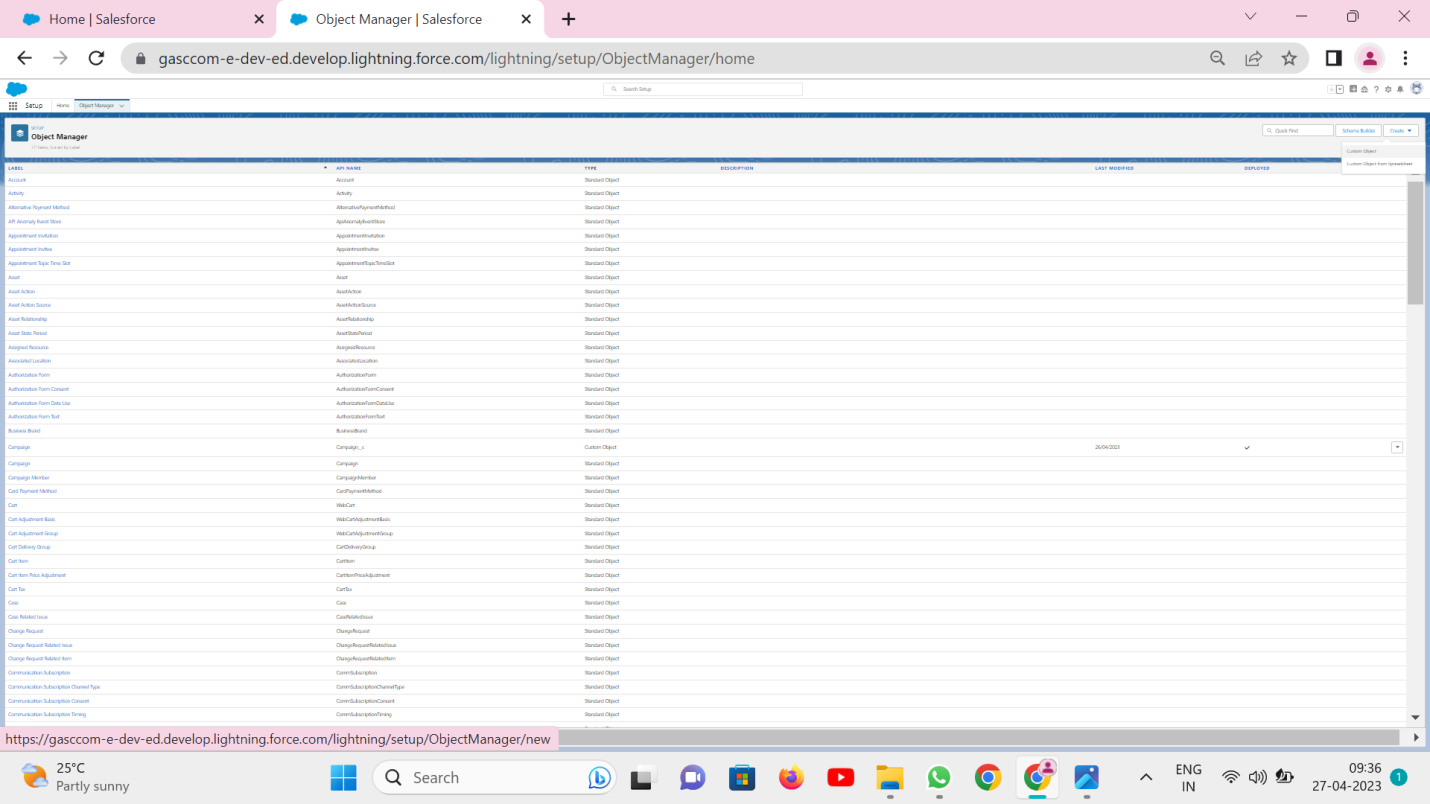 Home | Salesforce
Object Manager | Salesforce
gasccom-e-dev-ed.develop.lightning.force.com/lightning/setup/ObjectManager/home
Search Setup
Setup Home Object Manager
SETUP
Object Manager
Quick Find Schema Builder Create
Custom Object
Custom Object from Spreadsheet
LABEL API NAME TYPE DESCRIPTION LAST MODIFIED DEPLOYED
Account Account Standard Object
Activity Activity Standard Object
Alternative Payment Method AlternativePaymentMethod Standard Object
API Anomaly Event Store ApiAnomalyEventStore Standard Object
Appointment Invitation AppointmentInvitation Standard Object
Appointment Invitee AppointmentInvitee Standard Object
Appointment Topic Time Slot AppointmentTopicTimeSlot Standard Object
Asset Asset Standard Object
Asset Action AssetAction Standard Object
Asset Action Source AssetActionSource Standard Object
Asset Relationship AssetRelationship Standard Object
Asset State Period AssetStatePeriod Standard Object
Assigned Resource AssignedResource Standard Object
Associated Location AssociatedLocation Standard Object
Authorization Form AuthorizationForm Standard Object
Authorization Form Consent AuthorizationFormConsent Standard Object
Authorization Form Data Use AuthorizationFormDataUse Standard Object
Authorization Form Text AuthorizationFormText Standard Object
Business Brand BusinessBrand Standard Object
Campaign Campaign__c Custom Object 26/04/2023
Campaign Campaign Standard Object
Campaign Member CampaignMember Standard Object
Card Payment Method CardPaymentMethod Standard Object
Cart WebCart Standard Object
Cart Adjustment Basis WebCartAdjustmentBasis Standard Object
Cart Adjustment Group WebCartAdjustmentGroup Standard Object
Cart Delivery Group CartDeliveryGroup Standard Object
Cart Item CartItem Standard Object
Cart Item Price Adjustment CartItemPriceAdjustment Standard Object
Cart Tax CartTax Standard Object
Case Case Standard Object
Case Related Issue CaseRelatedIssue Standard Object
Change Request ChangeRequest Standard Object
Change Request Related Issue ChangeRequestRelatedIssue Standard Object
Change Request Related Item ChangeRequestRelatedItem Standard Object
Communication Subscription CommSubscription Standard Object
Communication Subscription Channel Type CommSubscriptionChannelType Standard Object
Communication Subscription Consent CommSubscriptionConsent Standard Object
Communication Subscription Timing CommSubscriptionTiming Standard Object
https://gasccom-e-dev-ed.develop.lightning.force.com/lightning/setup/ObjectManager/new
25°C
Partly sunny
Search
ENG
IN
09:36
27-04-2023
1